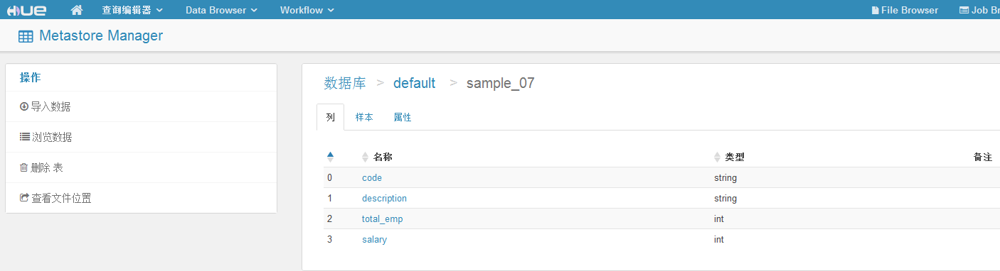 HUE 查询编辑器 Data Browser Workflow File Browser Job Br
Metastore Manager
操作
导入数据
浏览数据
删除 表
查看文件位置
数据库 > default > sample_07
列 样本 属性
名称 类型 备注
0 code string
1 description string
2 total_emp int
3 salary int